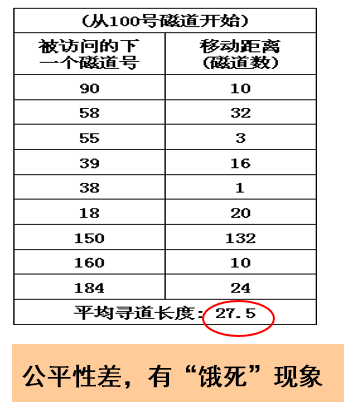 (从100号磁道开始)
被访问的下 移动距离
一个磁道号 (磁道数)
90 10
58 32
55 3
39 16
38 1
18 20
150 132
160 10
184 24
平均寻道长度: 27.5
公平性差，有“饿死”现象